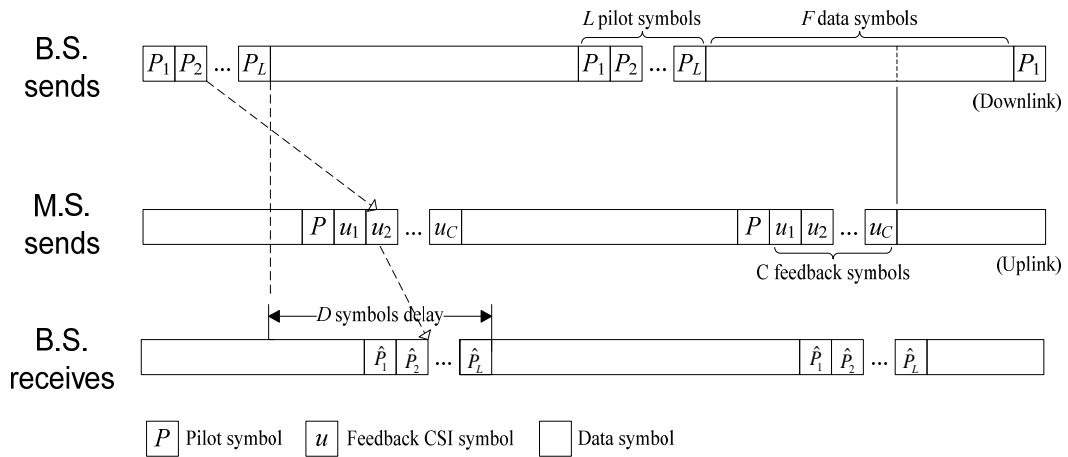 L pilot symbols F data symbols
B.S. sends
P1 P2 ... PL P1 P2 ... PL P1
(Downlink)
M.S. sends
P u1 u2 ... uC P u1 u2 ... uC
C feedback symbols
(Uplink)
D symbols delay
B.S. receives
P̂1 P̂2 ... P̂L P̂1 P̂2 ... P̂L
P Pilot symbol u Feedback CSI symbol Data symbol